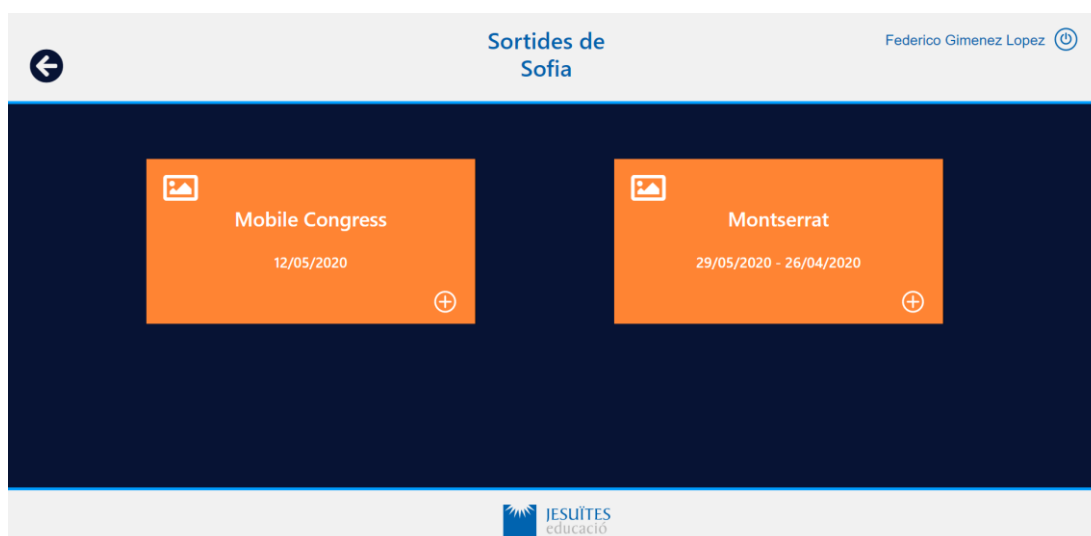 Sortides de
Sofia
Federico Gimenez Lopez
Mobile Congress
12/05/2020
Montserrat
29/05/2020 - 26/04/2020
JESUÏTES
educació